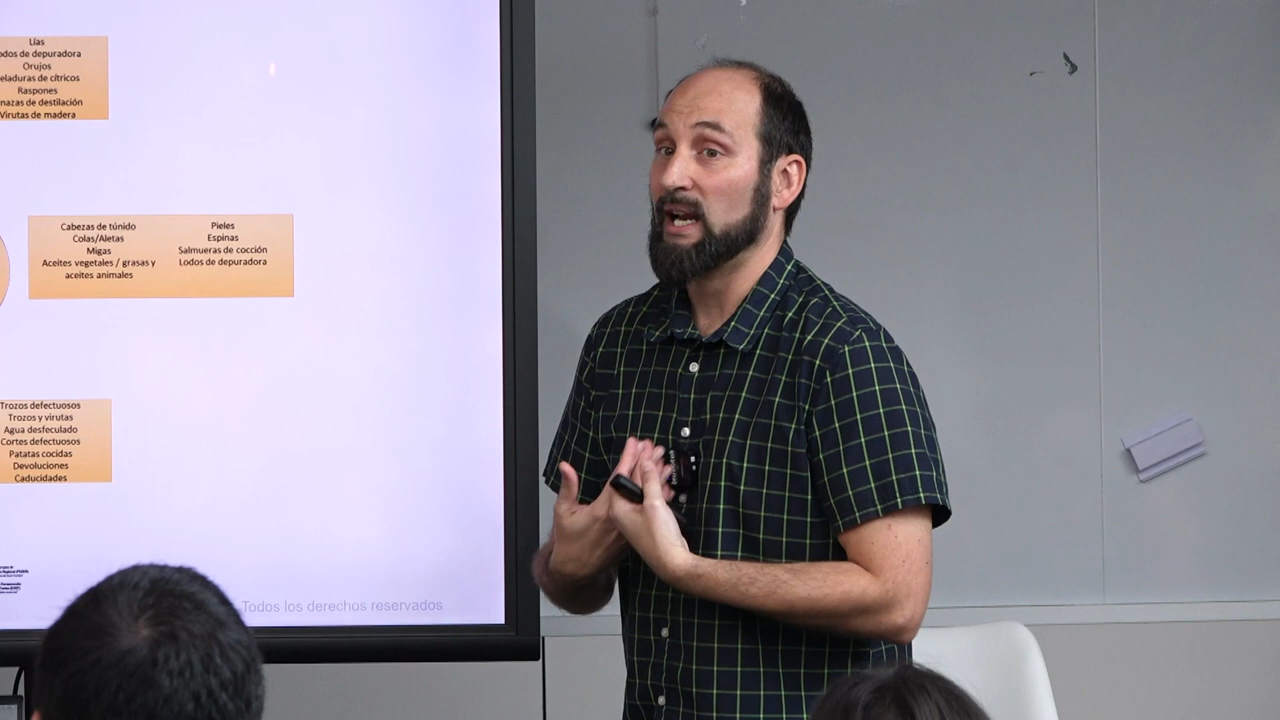 Lías
odos de depuradora
Orujos
eladuras de cítricos
Raspones
nazas de destilación
Virutas de madera
Cabezas de túnido
Colas/Aletas
Migas
Aceites vegetales / grasas y
aceites animales
Pieles
Espinas
Salmueras de cocción
Lodos de depuradora
Trozos defectuosos
Trozos y virutas
Agua desfeculado
Cortes defectuosos
Patatas cocidas
Devoluciones
Caducidades
Todos los derechos reservados